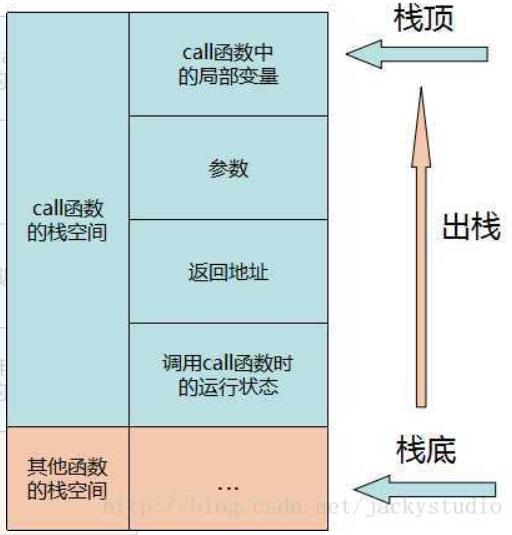 栈顶
call函数中
的局部变量
参数
call函数
的栈空间
出栈
返回地址
调用call函数时
的运行状态
栈底
其他函数
的栈空间
...
http://blog.csdn.net/jackystudio